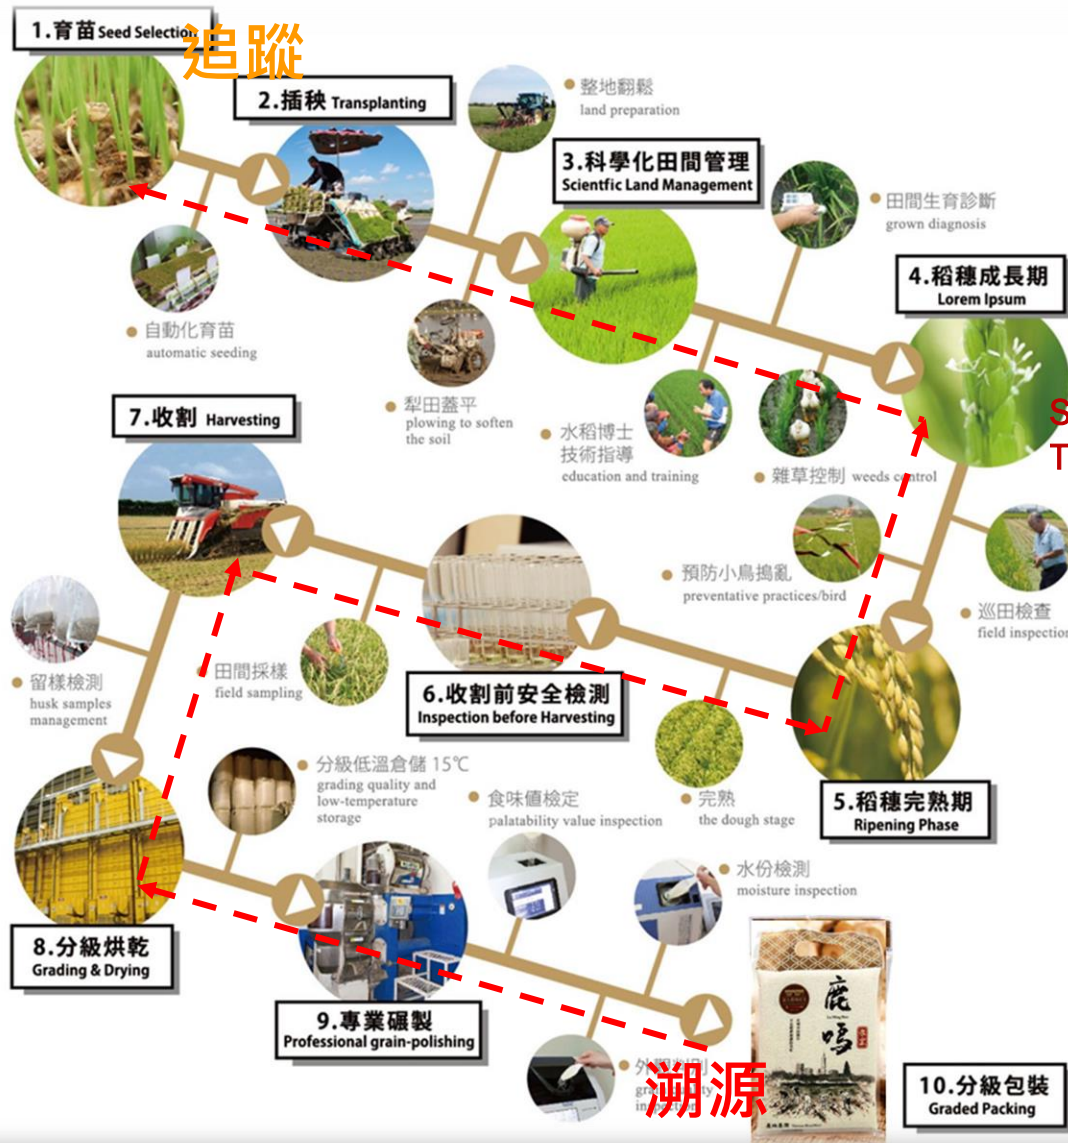 1.育苗 Seed Selection
追蹤
2.插秧 Transplanting
整地翻鬆
land preparation
3.科學化田間管理
Scientfic Land Management
田間生育診斷
grown diagnosis
4.稻穗成長期
Lorem Ipsum
自動化育苗
automatic seeding
犁田蓋平
plowing to soften
the soil
水稻博士
技術指導
education and training
雜草控制 weeds control
S
T
7.收割 Harvesting
預防小鳥搗亂
preventative practices/bird
巡田檢查
field inspection
留樣檢測
husk samples
management
田間採樣
field sampling
6.收割前安全檢測
Inspection before Harvesting
分級低溫倉儲 15℃
grading quality and
low-temperature
storage
食味値檢定
palatability value inspection
完熟
the dough stage
5.稻穗完熟期
Ripening Phase
水份檢測
moisture inspection
8.分級烘乾
Grading & Drying
9.專業碾製
Professional grain-polishing
溯源
鹿鳴
10.分級包裝
Graded Packing